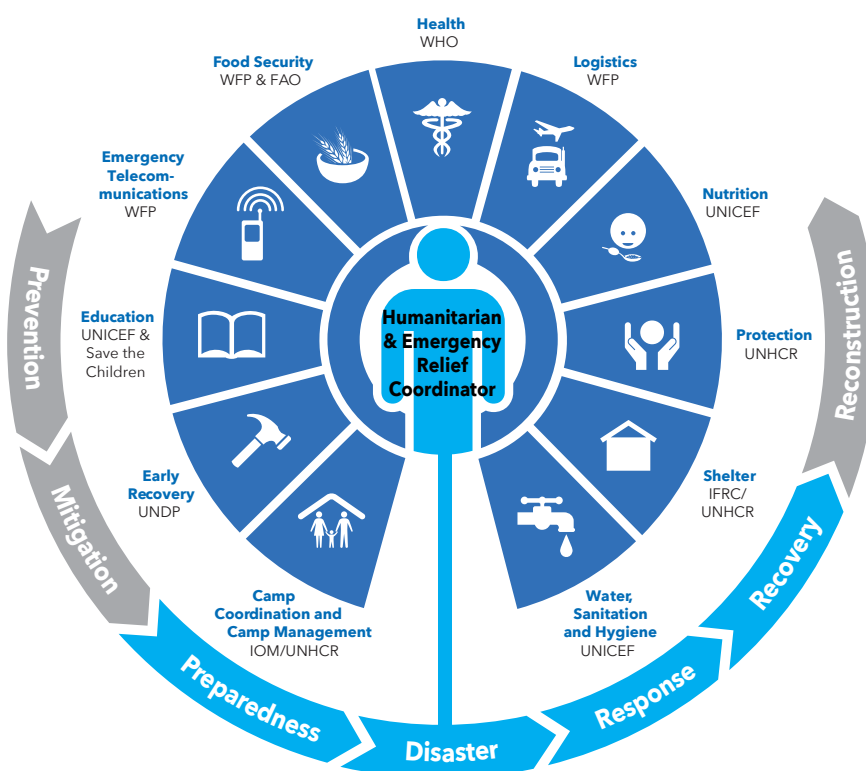 Health
WHO
Logistics
WFP
Nutrition
UNICEF
Protection
UNHCR
Shelter
IFRC/
UNHCR
Water,
Sanitation
and Hygiene
UNICEF
Camp
Coordination and
Camp Management
IOM/UNHCR
Early
Recovery
UNDP
Education
UNICEF &
Save the
Children
Emergency
Telecom-
munications
WFP
Food Security
WFP & FAO
Humanitarian
& Emergency
Relief
Coordinator
Prevention
Mitigation
Preparedness
Disaster
Response
Recovery
Reconstruction